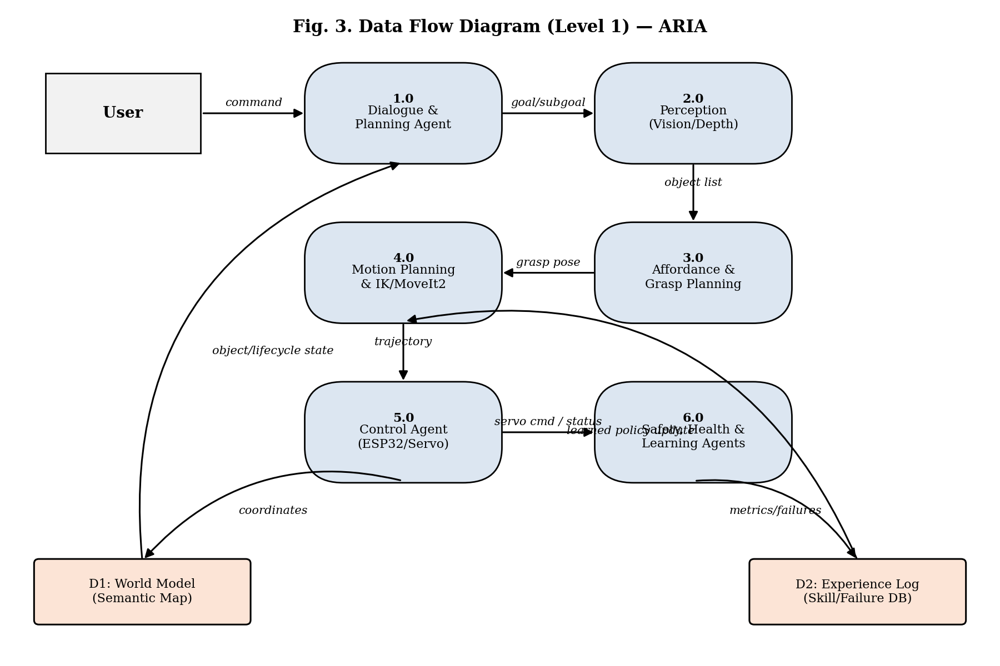 Fig. 3. Data Flow Diagram (Level 1) — ARIA
User
command
1.0
Dialogue &
Planning Agent
goal/subgoal
2.0
Perception
(Vision/Depth)
object list
4.0
Motion Planning
& IK/MoveIt2
grasp pose
3.0
Affordance &
Grasp Planning
trajectory
object/lifecycle state
5.0
Control Agent
(ESP32/Servo)
servo cmd / status
learned policy update
6.0
Safety, Health &
Learning Agents
coordinates
metrics/failures
D1: World Model
(Semantic Map)
D2: Experience Log
(Skill/Failure DB)